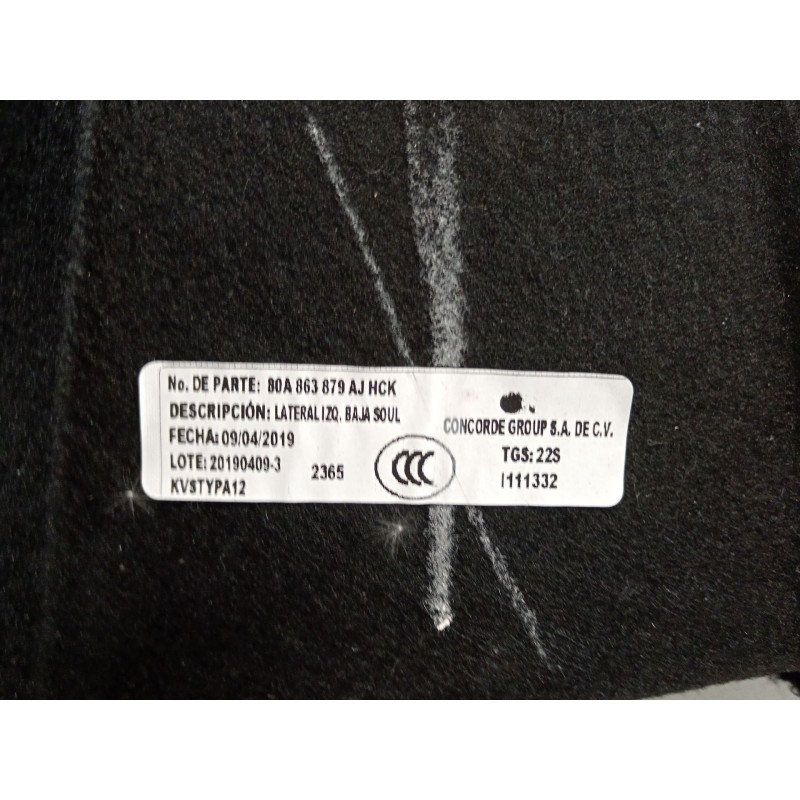 No. DE PARTE: 80A 863 879 AJ HCK
DESCRIPCIÓN: LATERAL IZQ. BAJA SOUL
FECHA: 09/04/2019
LOTE: 20190409-3
2365
KVSTYPA12
CCC
CONCORDE GROUP S.A. DE C.V.
TGS: 22S
I111332